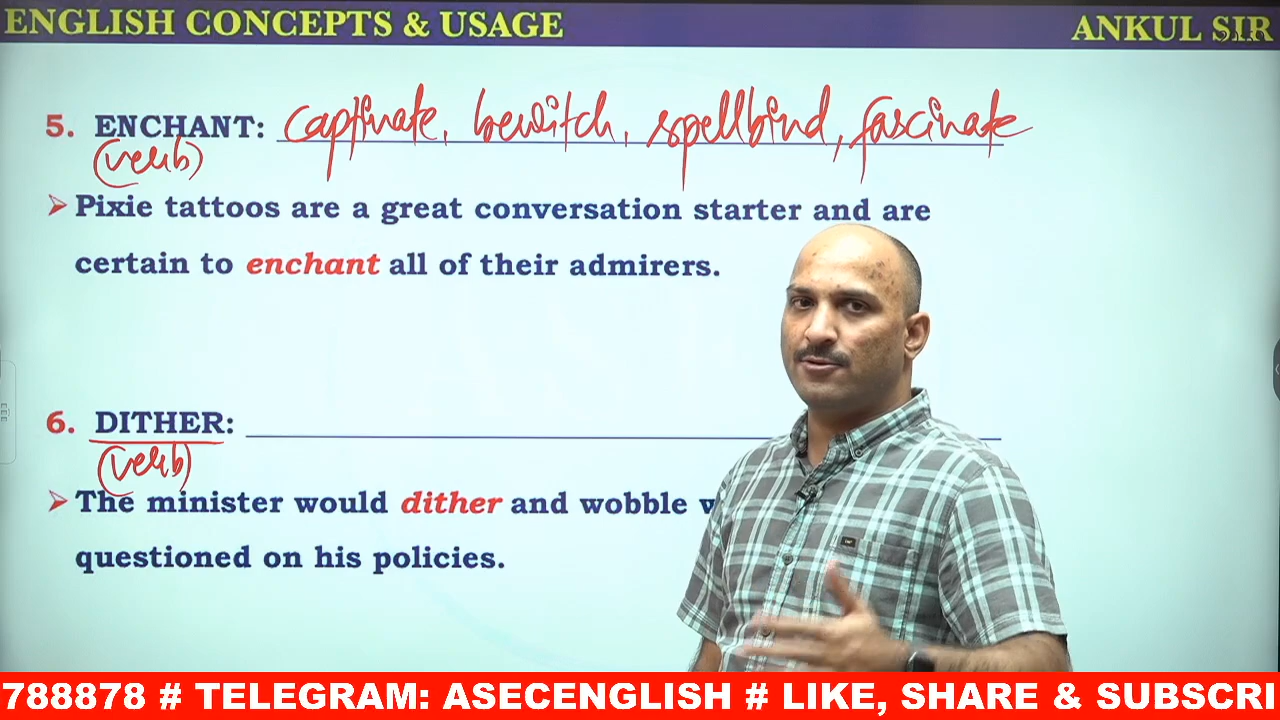 ENGLISH CONCEPTS & USAGE
ANKUL SIR
5. ENCHANT: captivate, bewitch, spellbind, fascinate
(verb)
Pixie tattoos are a great conversation starter and are
certain to enchant all of their admirers.
6. DITHER:
(verb)
The minister would dither and wobble
questioned on his policies.
788878 # TELEGRAM: ASECENGLISH # LIKE, SHARE & SUBSCRI